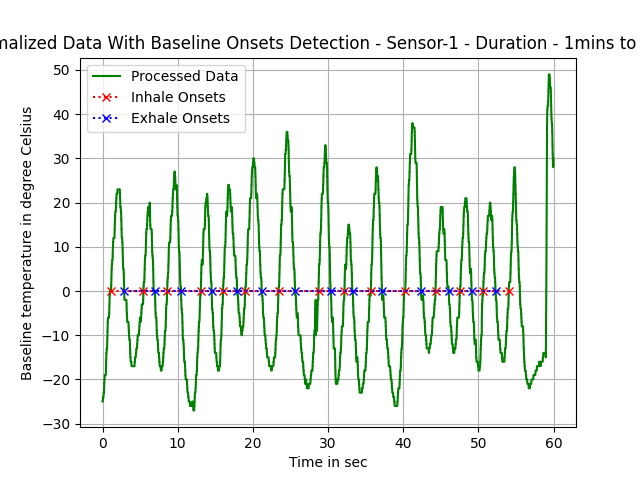 malized Data With Baseline Onsets Detection - Sensor-1 - Duration - 1mins to
Processed Data
Inhale Onsets
Exhale Onsets
Baseline temperature in degree Celsius
50
40
30
20
10
0
−10
−20
−30
0 10 20 30 40 50 60
Time in sec